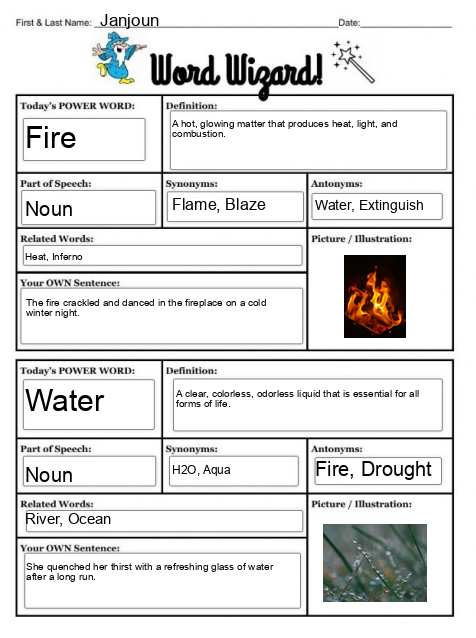 First & Last Name: Janjoun Date:
Word Wizard!
Today's POWER WORD:
Fire
Definition:
A hot, glowing matter that produces heat, light, and
combustion.
Part of Speech:
Noun
Synonyms:
Flame, Blaze
Antonyms:
Water, Extinguish
Related Words:
Heat, Inferno
Picture / Illustration:
Your OWN Sentence:
The fire crackled and danced in the fireplace on a cold
winter night.
Today's POWER WORD:
Water
Definition:
A clear, colorless, odorless liquid that is essential for all
forms of life.
Part of Speech:
Noun
Synonyms:
H2O, Aqua
Antonyms:
Fire, Drought
Related Words:
River, Ocean
Picture / Illustration:
Your OWN Sentence:
She quenched her thirst with a refreshing glass of water
after a long run.